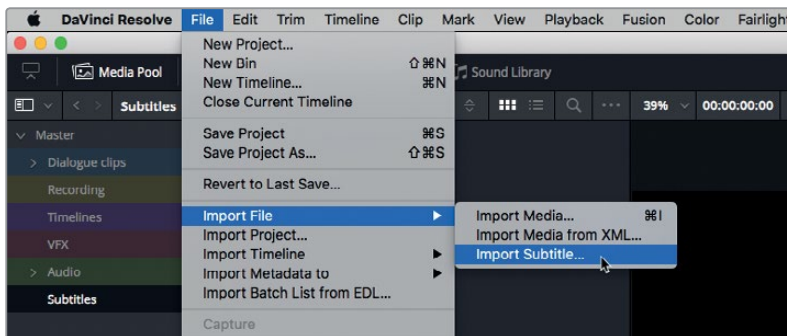 DaVinci Resolve File Edit Trim Timeline Clip Mark View Playback Fusion Color Fairligh
New Project...
New Bin ⇧⌘N
New Timeline... ⌘N
Close Current Timeline
Save Project ⌘S
Save Project As... ⇧⌘S
Revert to Last Save...
Import File
Import Project...
Import Timeline
Import Metadata to
Import Batch List from EDL...
Capture
Import Media... ⌘I
Import Media from XML...
Import Subtitle...
Media Pool
Sound Library
Subtitles
39% 00:00:00:00
Master
Dialogue clips
Recording
Timelines
VFX
Audio
Subtitles